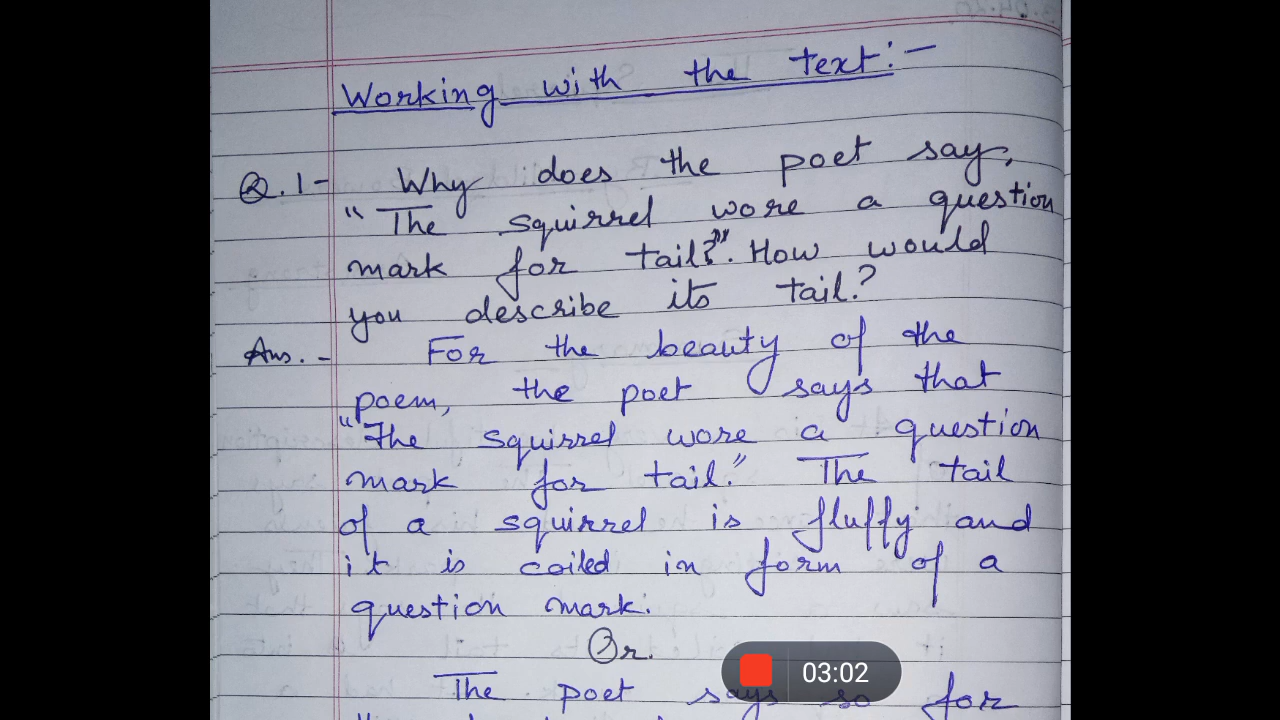 Working with the text:-
Q.1- Why does the poet say,
"The squirrel wore a question
mark for tail?". How would
you describe its tail?
Ans.- For the beauty of the
poem, the poet says that
"The squirrel wore a question
mark for tail." The tail
of a squirrel is fluffy and
it is coiled in form of a
question mark.
Or.
03:02
The poet says so for